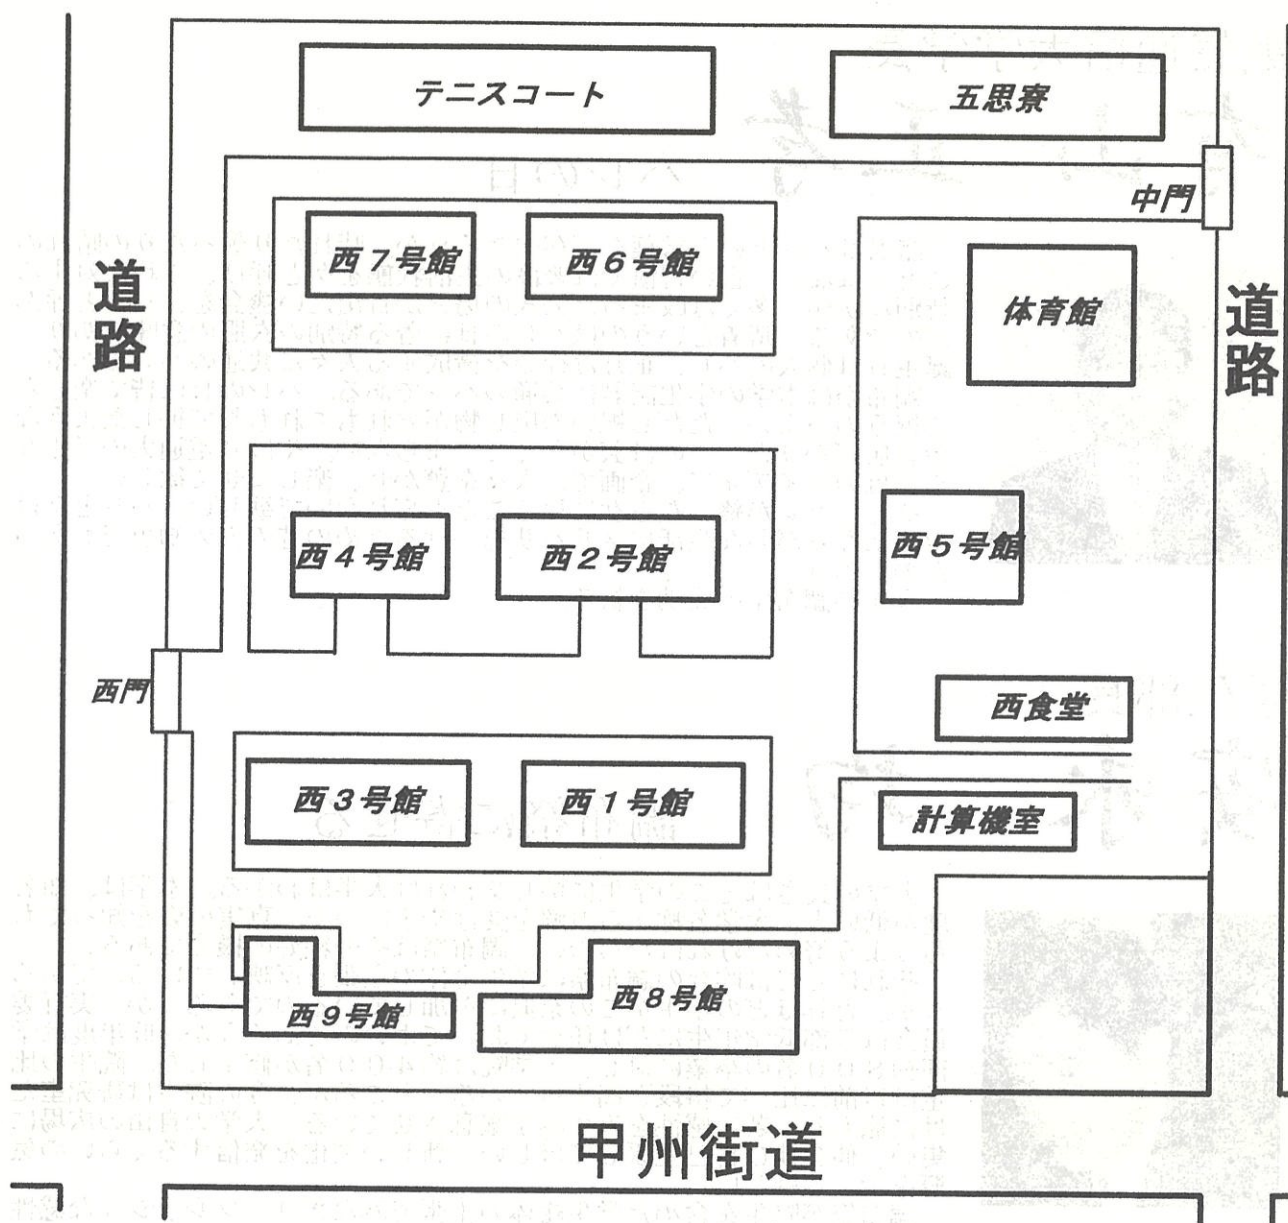 テニスコート
五思寮
中門
西7号館
西6号館
体育館
道路
道路
西4号館
西2号館
西5号館
西門
西食堂
西3号館
西1号館
計算機室
西9号館
西8号館
甲州街道